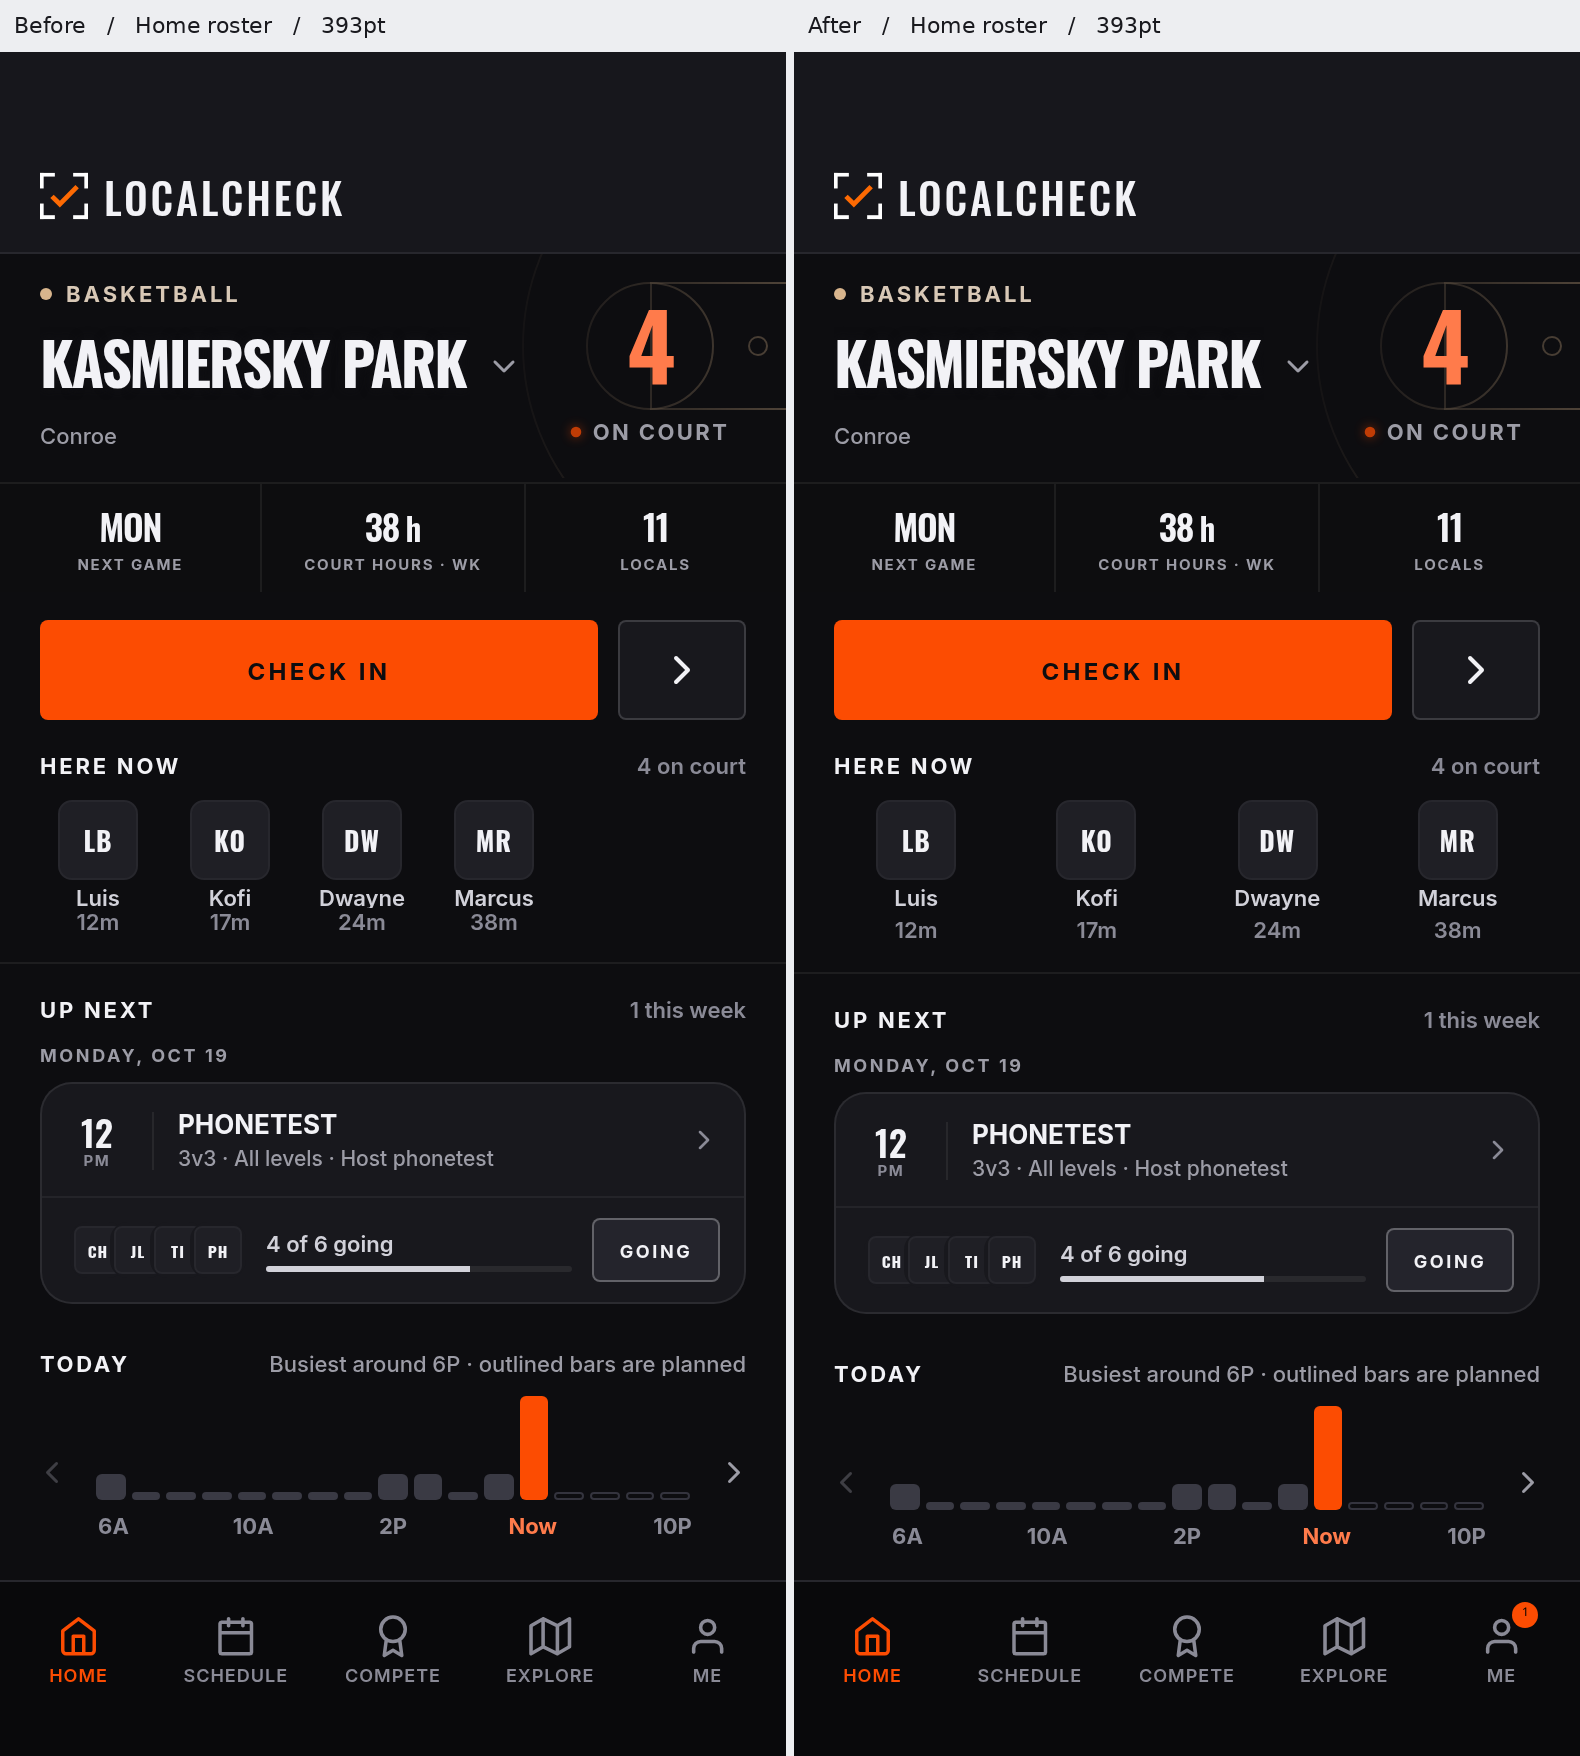 Before / Home roster / 393pt
LOCALCHECK
BASKETBALL
KASMIERSKY PARK
4
Conroe
ON COURT
MON
NEXT GAME
38 h
COURT HOURS · WK
11
LOCALS
CHECK IN
HERE NOW
4 on court
LB
KO
DW
MR
Luis
Kofi
Dwayne
Marcus
12m
17m
24m
38m
UP NEXT
1 this week
MONDAY, OCT 19
12
PM
PHONETEST
3v3 · All levels · Host phonetest
CH
JL
TI
PH
4 of 6 going
GOING
TODAY
Busiest around 6P · outlined bars are planned
6A
10A
2P
Now
10P
HOME
SCHEDULE
COMPETE
EXPLORE
ME
After / Home roster / 393pt
LOCALCHECK
BASKETBALL
KASMIERSKY PARK
4
Conroe
ON COURT
MON
NEXT GAME
38 h
COURT HOURS · WK
11
LOCALS
CHECK IN
HERE NOW
4 on court
LB
KO
DW
MR
Luis
Kofi
Dwayne
Marcus
12m
17m
24m
38m
UP NEXT
1 this week
MONDAY, OCT 19
12
PM
PHONETEST
3v3 · All levels · Host phonetest
CH
JL
TI
PH
4 of 6 going
GOING
TODAY
Busiest around 6P · outlined bars are planned
6A
10A
2P
Now
10P
HOME
SCHEDULE
COMPETE
EXPLORE
1
ME